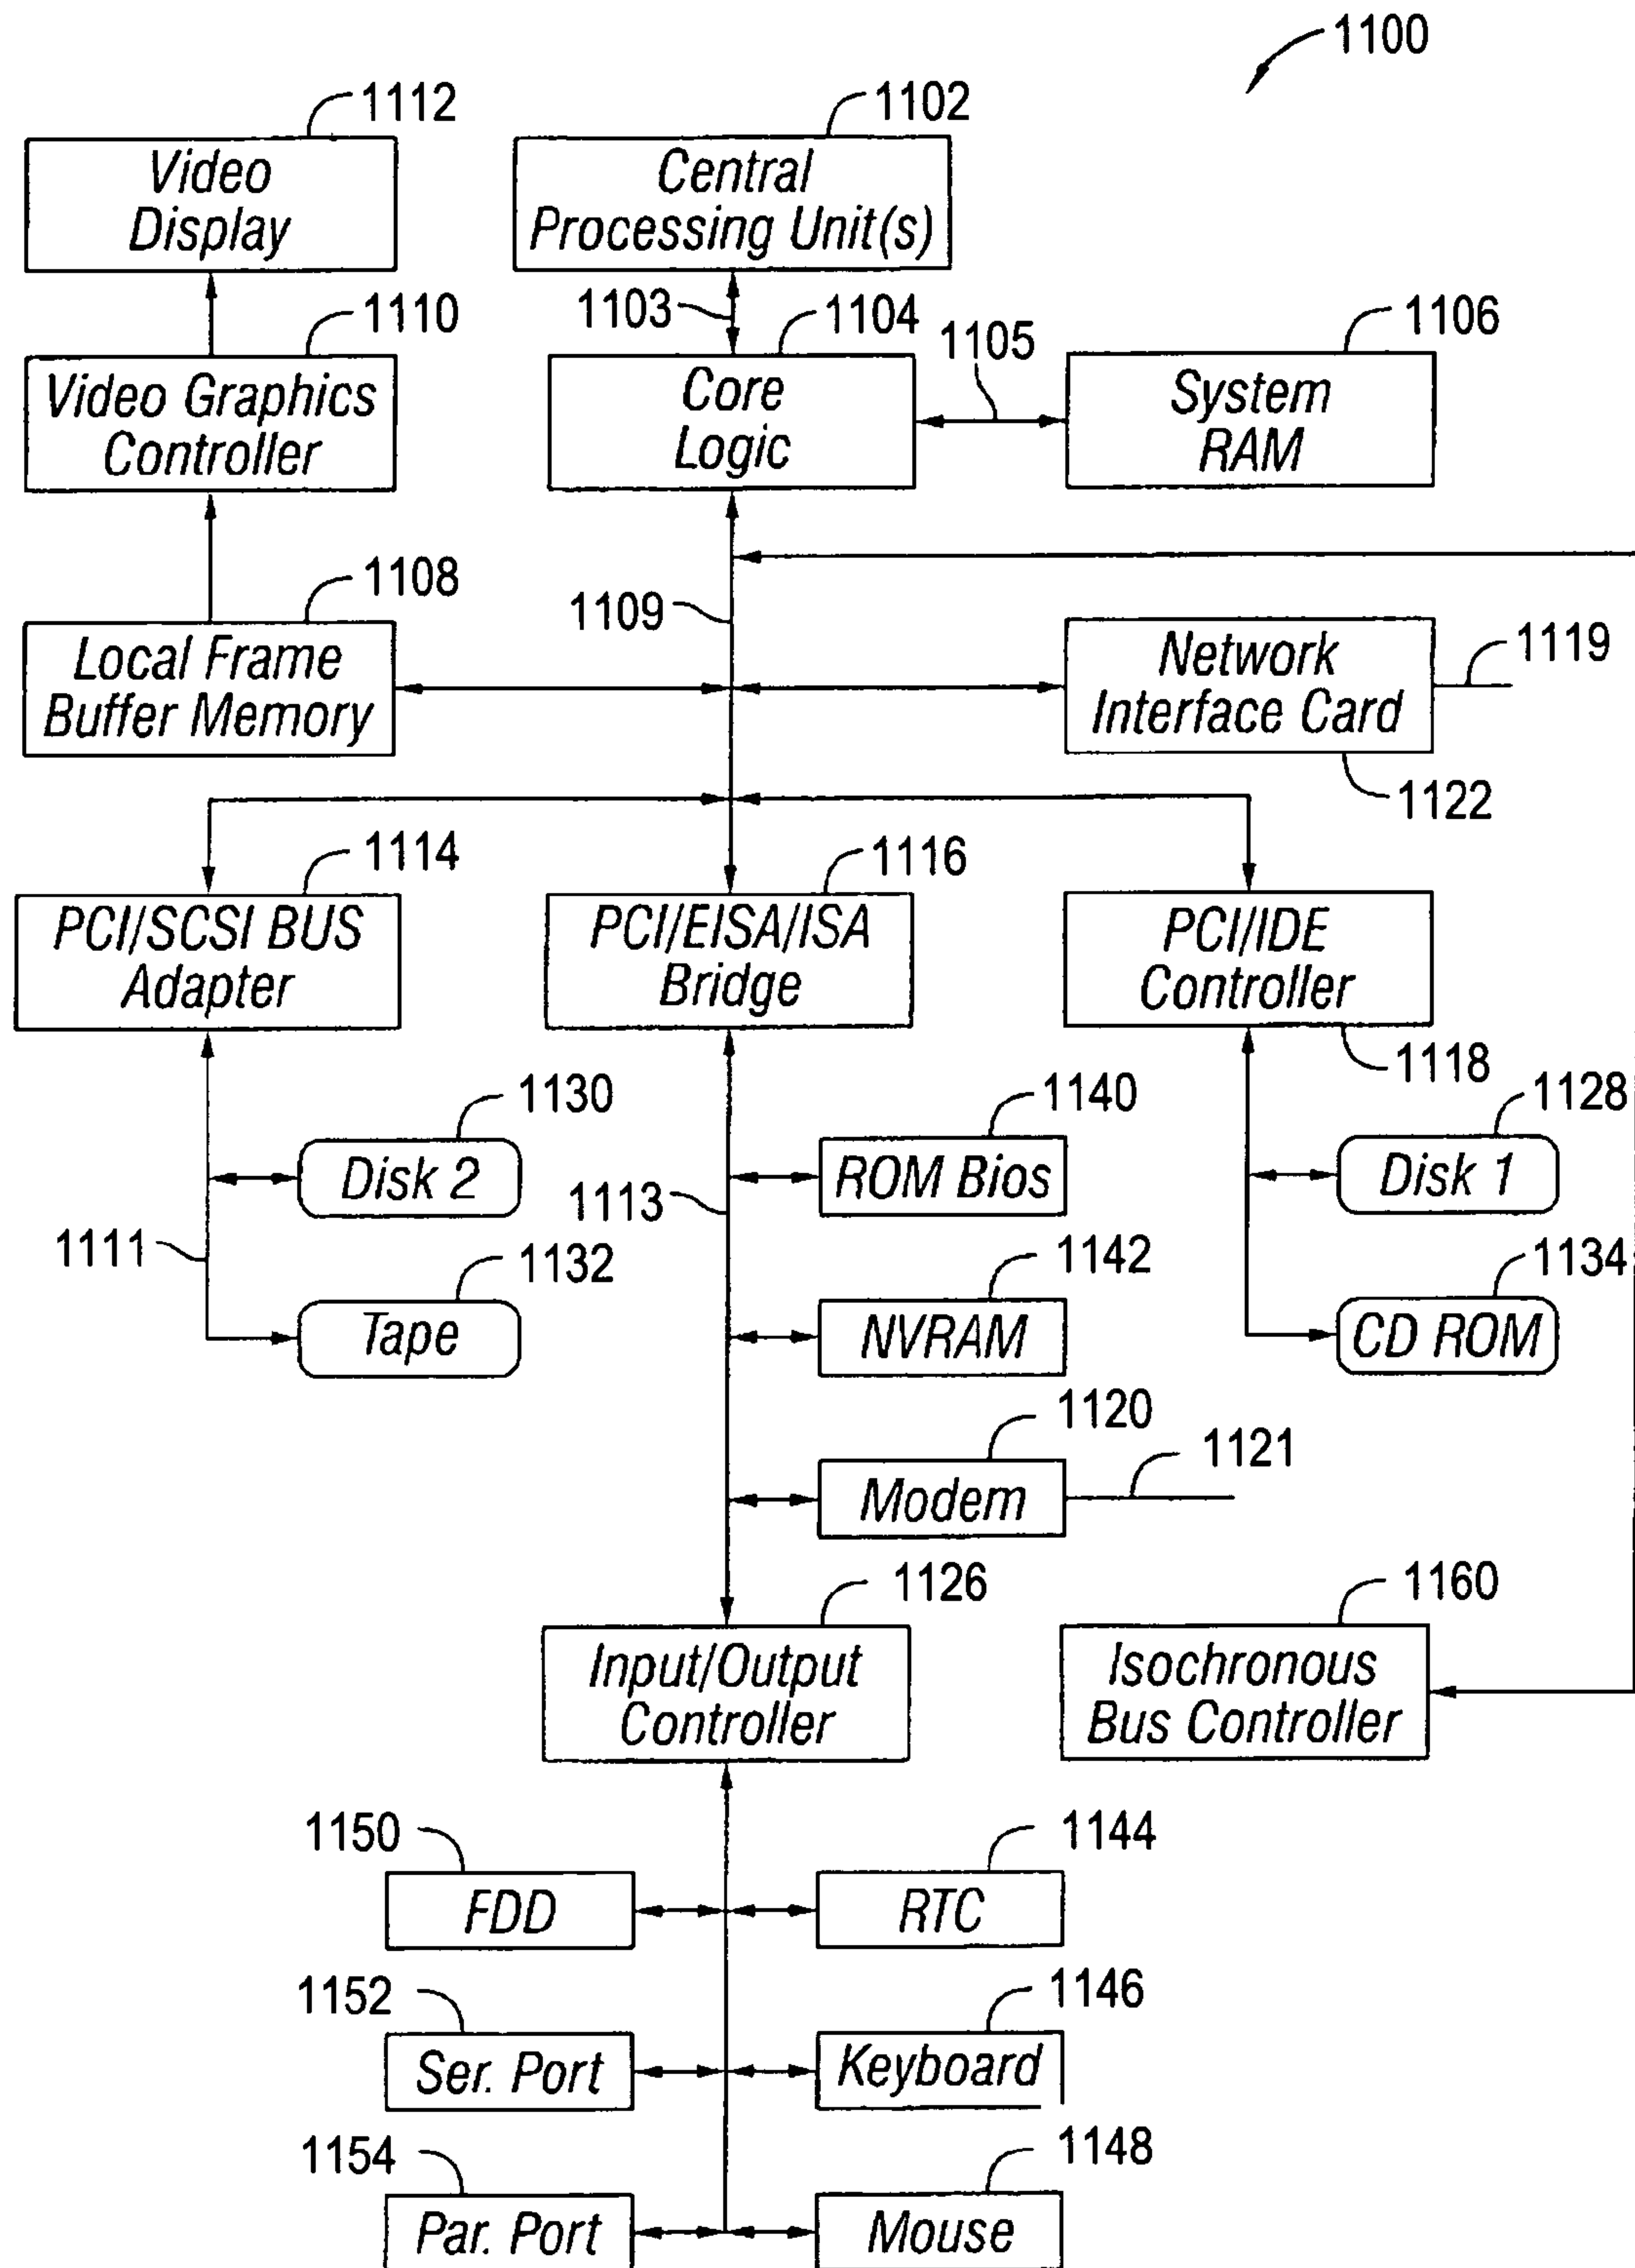 1100
1112
1102
Video
Display
Central
Processing Unit(s)
1103
1110
1104
1105
1106
Video Graphics
Controller
Core
Logic
System
RAM
1108
1109
Local Frame
Buffer Memory
Network
Interface Card
1119
1122
1114
1116
PCI/SCSI BUS
Adapter
PCI/EISA/ISA
Bridge
PCI/IDE
Controller
1118
1130
1140
1128
Disk 2
ROM Bios
Disk 1
1113
1111
1132
1142
1134
Tape
NVRAM
CD ROM
1120
1121
Modem
1126
1160
Input/Output
Controller
Isochronous
Bus Controller
1150
1144
FDD
RTC
1152
1146
Ser. Port
Keyboard
1154
1148
Par. Port
Mouse